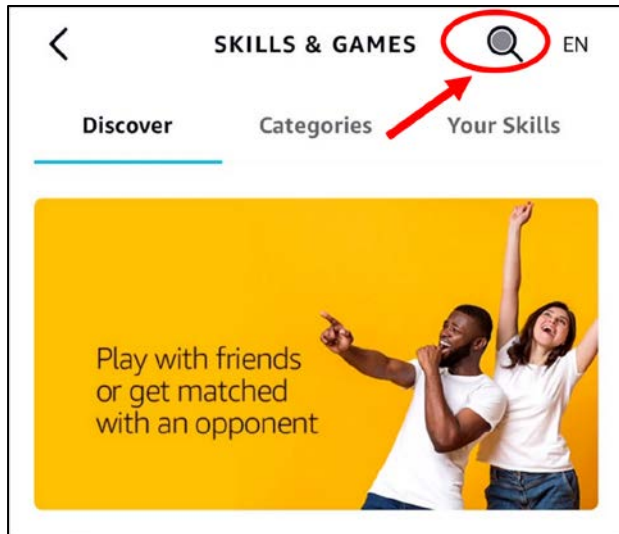 SKILLS & GAMES EN
Discover Categories Your Skills
Play with friends
or get matched
with an opponent